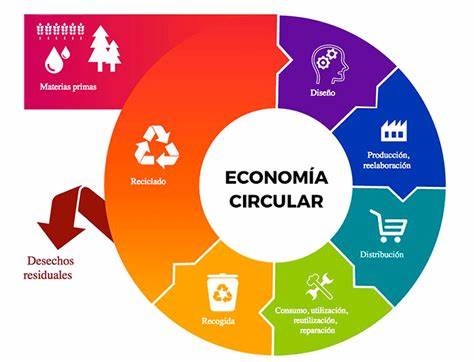 Materias primas
Diseño
Producción,
reelaboración
Distribución
Consumo, utilización,
reutilización,
reparación
Recogida
Reciclado
Desechos
residuales
ECONOMÍA
CIRCULAR